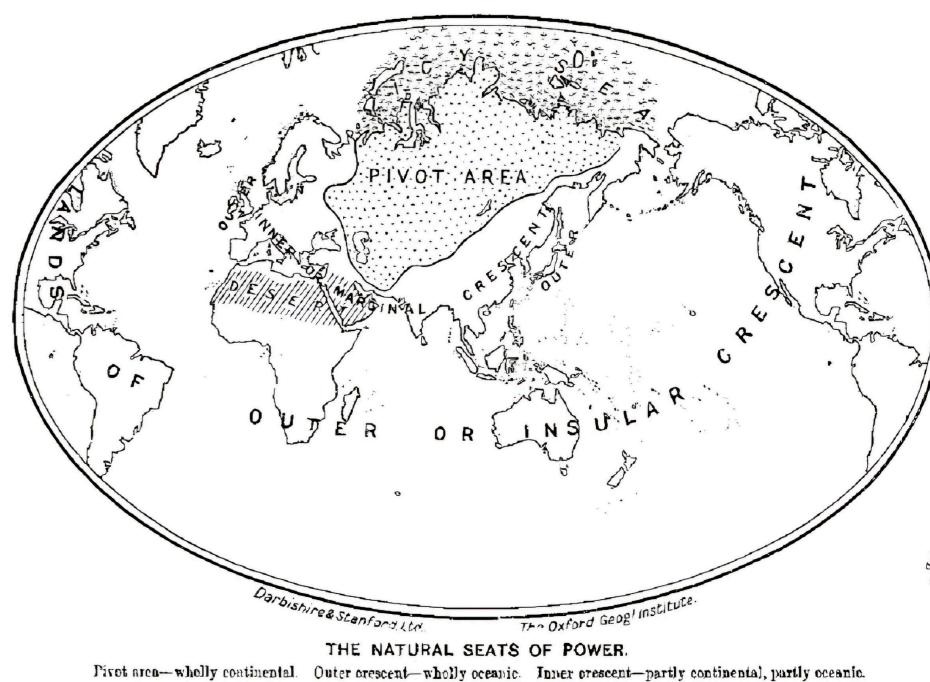 ICY SEA
PIVOT AREA
LANDS OF OUTER OR INSULAR CRESCENT
OUTER
INNER OR MARGINAL CRESCENT
OUTER
DESERT
Darbishire & Stanford, Ltd.
The Oxford Geogl Institute.
THE NATURAL SEATS OF POWER.
Pivot area—wholly continental. Outer crescent—wholly oceanic. Inner crescent—partly continental, partly oceanic.